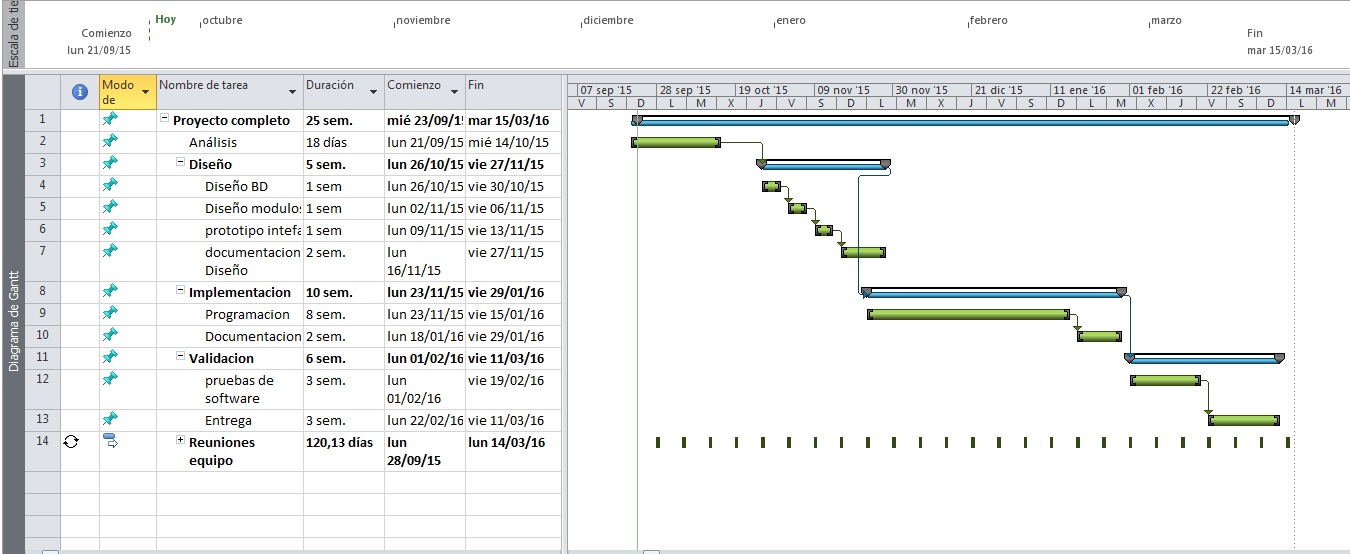 Escala de tie
Hoy
octubre
noviembre
diciembre
enero
febrero
marzo
Comienzo
lun 21/09/15
Fin
mar 15/03/16
Diagrama de Gantt
Modo de
Nombre de tarea
Duración
Comienzo
Fin
07 sep '15 28 sep '15 19 oct '15 09 nov '15 30 nov '15 21 dic '15 11 ene '16 01 feb '16 22 feb '16 14 mar '16
V S D L M X J V S D L M X J V S D L M X J V S D L M X J V
1 Proyecto completo 25 sem. mié 23/09/1 mar 15/03/16
2 Análisis 18 días lun 21/09/15 mié 14/10/15
3 Diseño 5 sem. lun 26/10/15 vie 27/11/15
4 Diseño BD 1 sem lun 26/10/15 vie 30/10/15
5 Diseño modulos 1 sem lun 02/11/15 vie 06/11/15
6 prototipo intefa 1 sem lun 09/11/15 vie 13/11/15
7 documentacion 2 sem. lun vie 27/11/15
Diseño 16/11/15
8 Implementacion 10 sem. lun 23/11/15 vie 29/01/16
9 Programacion 8 sem. lun 23/11/15 vie 15/01/16
10 Documentacion 2 sem. lun 18/01/16 vie 29/01/16
11 Validacion 6 sem. lun 01/02/16 vie 11/03/16
12 pruebas de 3 sem. lun vie 19/02/16
software 01/02/16
13 Entrega 3 sem. lun 22/02/16 vie 11/03/16
14 Reuniones 120,13 días lun lun 14/03/16
equipo 28/09/15